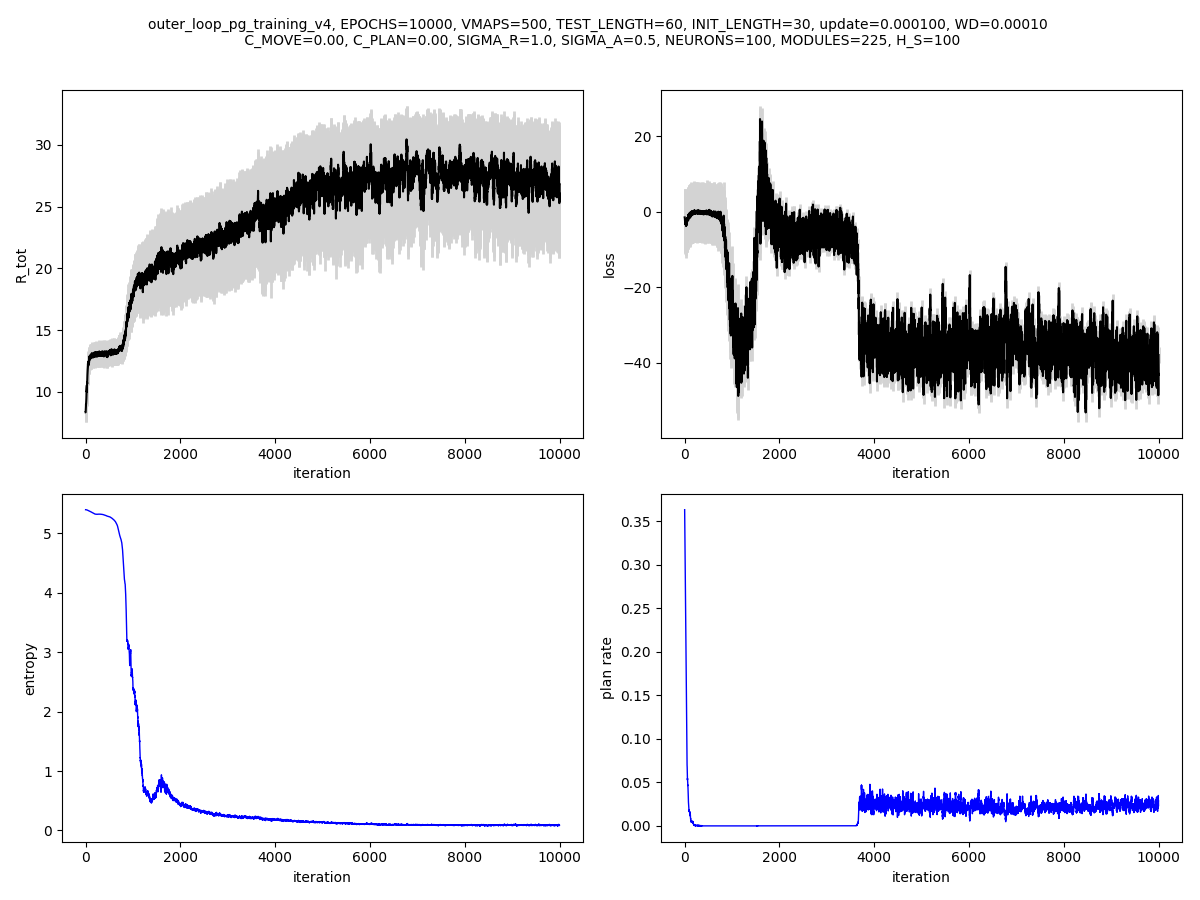 outer_loop_pg_training_v4, EPOCHS=10000, VMAPS=500, TEST_LENGTH=60, INIT_LENGTH=30, update=0.000100, WD=0.00010
C_MOVE=0.00, C_PLAN=0.00, SIGMA_R=1.0, SIGMA_A=0.5, NEURONS=100, MODULES=225, H_S=100
30
25
20
15
10
R_tot
0 2000 4000 6000 8000 10000
iteration
20
0
−20
−40
loss
0 2000 4000 6000 8000 10000
iteration
5
4
3
2
1
0
entropy
0 2000 4000 6000 8000 10000
iteration
0.35
0.30
0.25
0.20
0.15
0.10
0.05
0.00
plan rate
0 2000 4000 6000 8000 10000
iteration